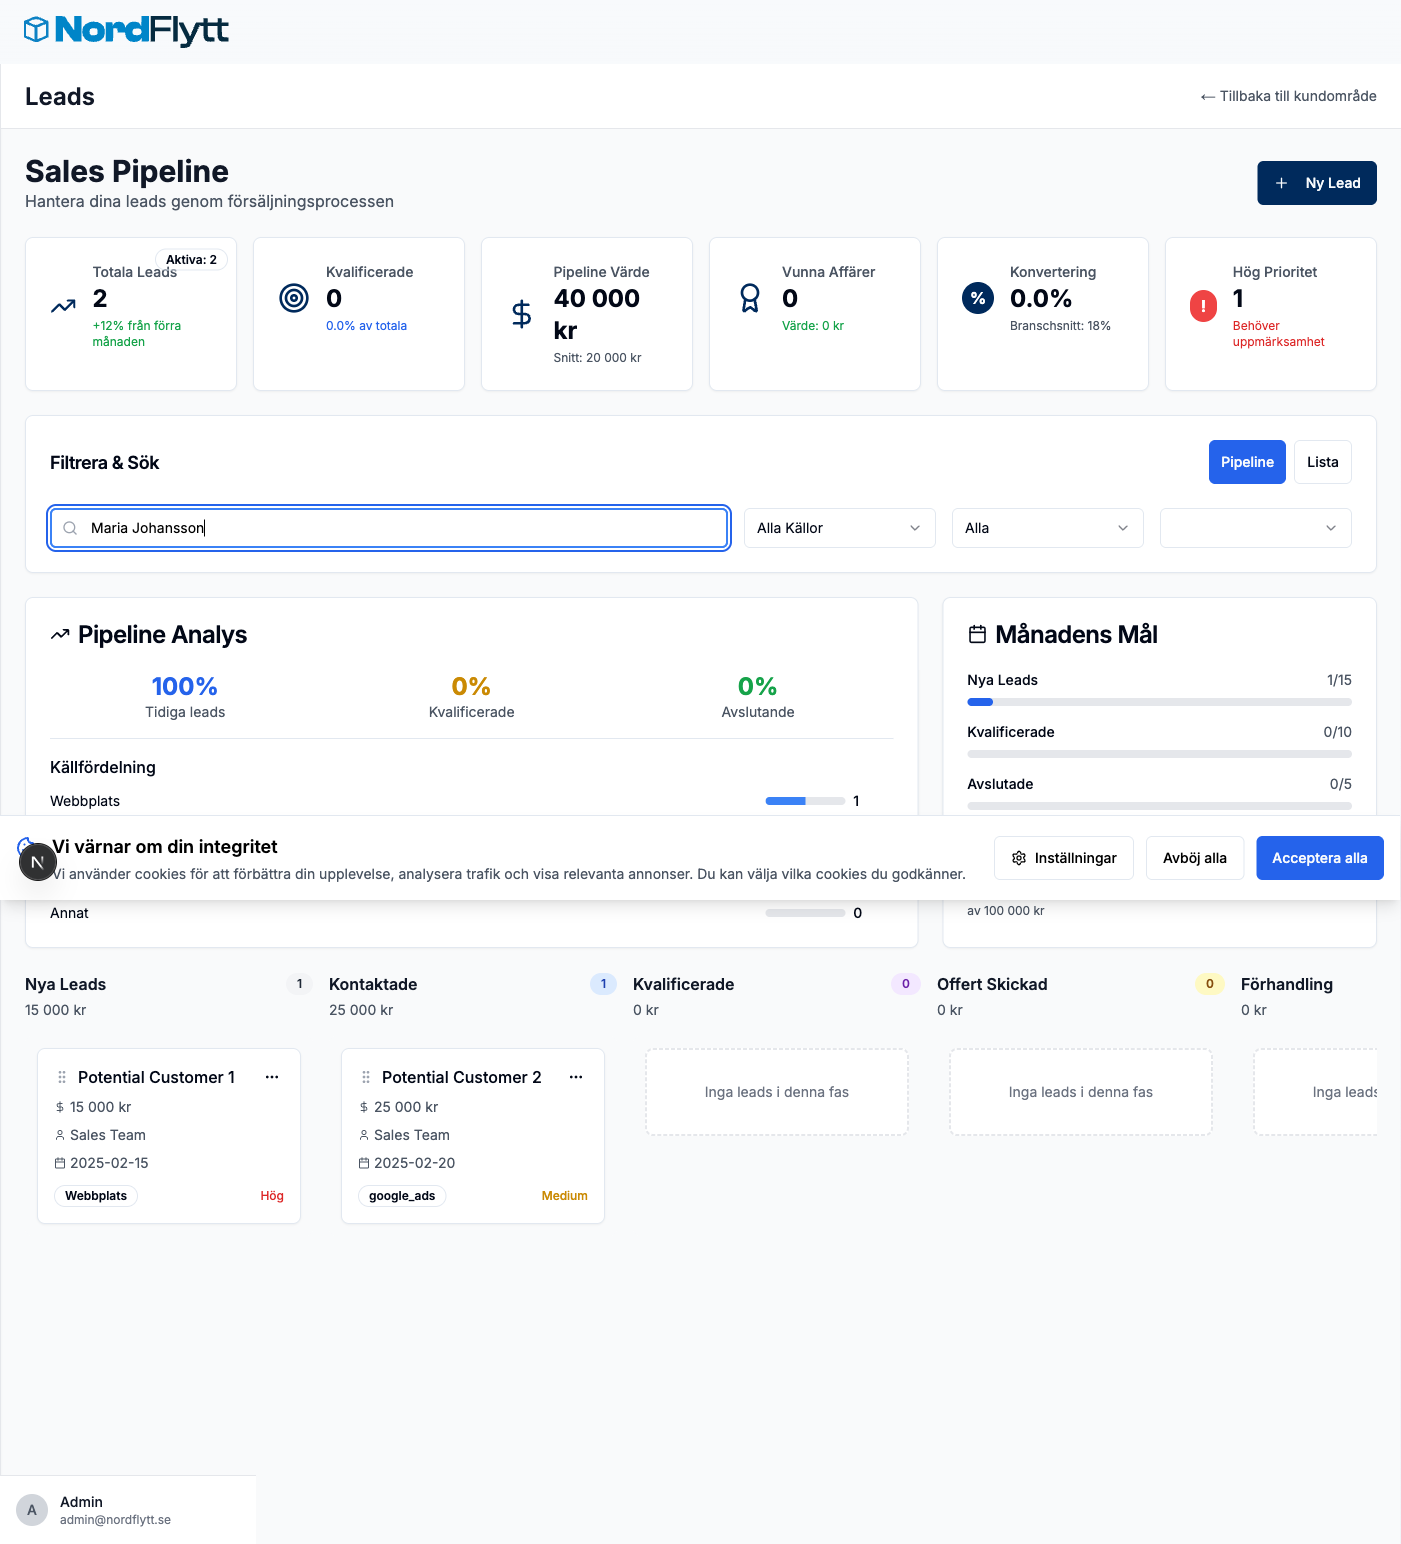 NordFlytt
Leads
← Tillbaka till kundområde
Sales Pipeline
Hantera dina leads genom försäljningsprocessen
+ Ny Lead
Aktiva: 2
Totala Leads
2
+12% från förra
månaden
Kvalificerade
0
0.0% av totala
Pipeline Värde
40 000
kr
Snitt: 20 000 kr
Vunna Affärer
0
Värde: 0 kr
%
Konvertering
0.0%
Branschsnitt: 18%
!
Hög Prioritet
1
Behöver
uppmärksamhet
Filtrera & Sök
Pipeline
Lista
Maria Johansson
Alla Källor
Alla
Pipeline Analys
100%
Tidiga leads
0%
Kvalificerade
0%
Avslutande
Källfördelning
Webbplats
1
Månadens Mål
Nya Leads
1/15
Kvalificerade
0/10
Avslutade
0/5
N
Vi värnar om din integritet
Vi använder cookies för att förbättra din upplevelse, analysera trafik och visa relevanta annonser. Du kan välja vilka cookies du godkänner.
Inställningar
Avböj alla
Acceptera alla
Annat
0
av 100 000 kr
Nya Leads
1
15 000 kr
Kontaktade
1
25 000 kr
Kvalificerade
0
0 kr
Offert Skickad
0
0 kr
Förhandling
0 kr
Potential Customer 1
15 000 kr
Sales Team
2025-02-15
Webbplats
Hög
Potential Customer 2
25 000 kr
Sales Team
2025-02-20
google_ads
Medium
Inga leads i denna fas
Inga leads i denna fas
Inga leads
A
Admin
admin@nordflytt.se